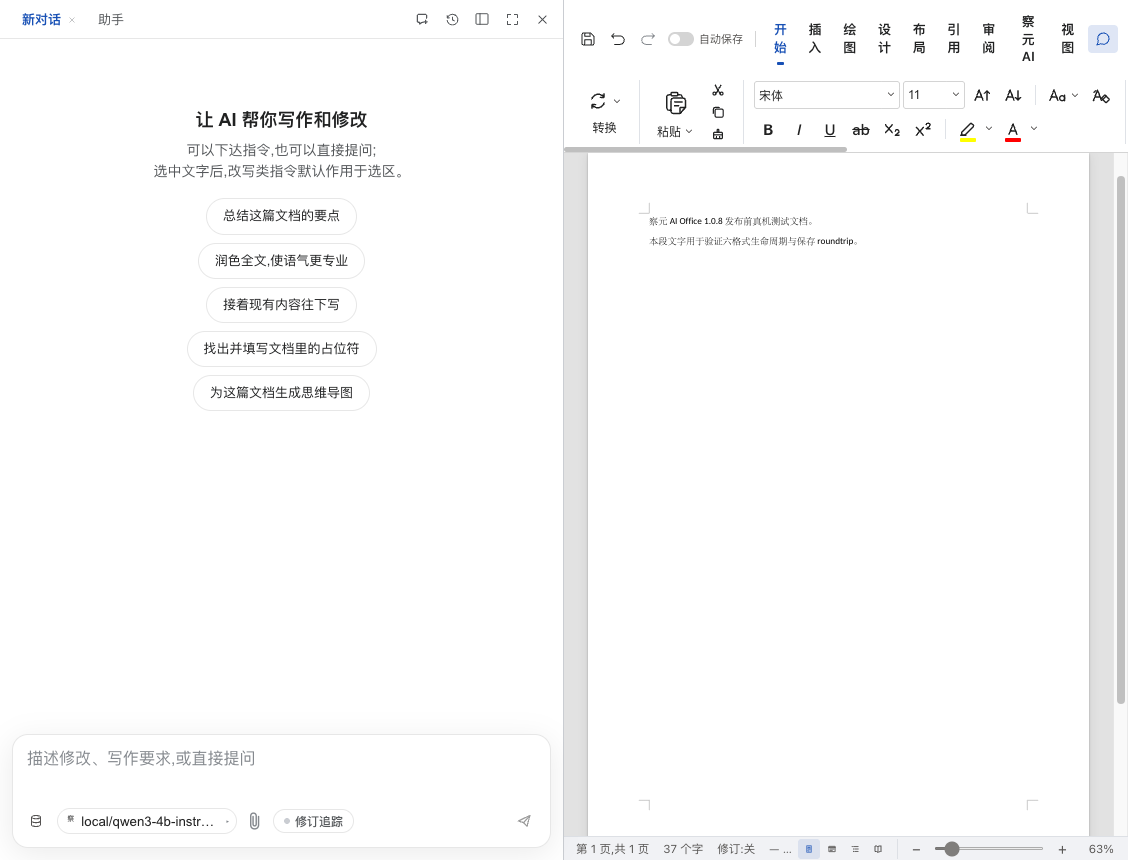 新对话 × 助手
让 AI 帮你写作和修改
可以下达指令,也可以直接提问;
选中文字后,改写类指令默认作用于选区。
总结这篇文档的要点
润色全文,使语气更专业
接着现有内容往下写
找出并填写文档里的占位符
为这篇文档生成思维导图
描述修改、写作要求,或直接提问
察 local/qwen3-4b-instr…
修订追踪
自动保存
开始 插入 绘图 设计 布局 引用 审阅 察元 AI 视图
转换
粘贴
宋体 11
B I U ab X₂ X²
Aa
A
察元 AI Office 1.0.8 发布前真机测试文档。
本段文字用于验证六格式生命周期与保存 roundtrip。
第 1 页,共 1 页 37 个字 修订:关 一 ... 63%